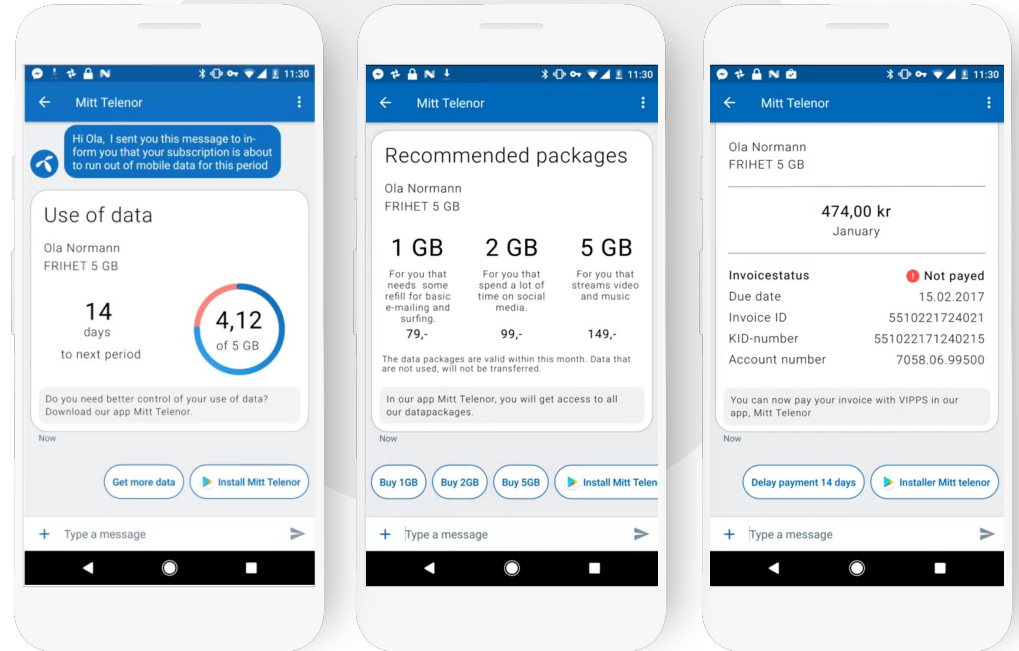 11:30
Mitt Telenor
Hi Ola, I sent you this message to in-
form you that your subscription is about
to run out of mobile data for this period
Use of data
Ola Normann
FRIHET 5 GB
14
days
to next period
4,12
of 5 GB
Do you need better control of your use of data?
Download our app Mitt Telenor.
Now
Get more data
Install Mitt Telenor
Type a message
11:30
Mitt Telenor
Recommended packages
Ola Normann
FRIHET 5 GB
1 GB
For you that
needs some
refill for basic
e-mailing and
surfing.
79,-
2 GB
For you that
spend a lot of
time on social
media.
99,-
5 GB
For you that
streams video
and music
149,-
The data packages are valid within this month. Data that
are not used, will not be transferred.
In our app Mitt Telenor, you will get access to all
our datapackages.
Now
Buy 1GB
Buy 2GB
Buy 5GB
Install Mitt Telen
Type a message
11:30
Mitt Telenor
Ola Normann
FRIHET 5 GB
474,00 kr
January
Invoicestatus Not payed
Due date 15.02.2017
Invoice ID 5510221724021
KID-number 551022171240215
Account number 7058.06.99500
You can now pay your invoice with VIPPS in our
app, Mitt Telenor
Now
Delay payment 14 days
Installer Mitt telenor
Type a message